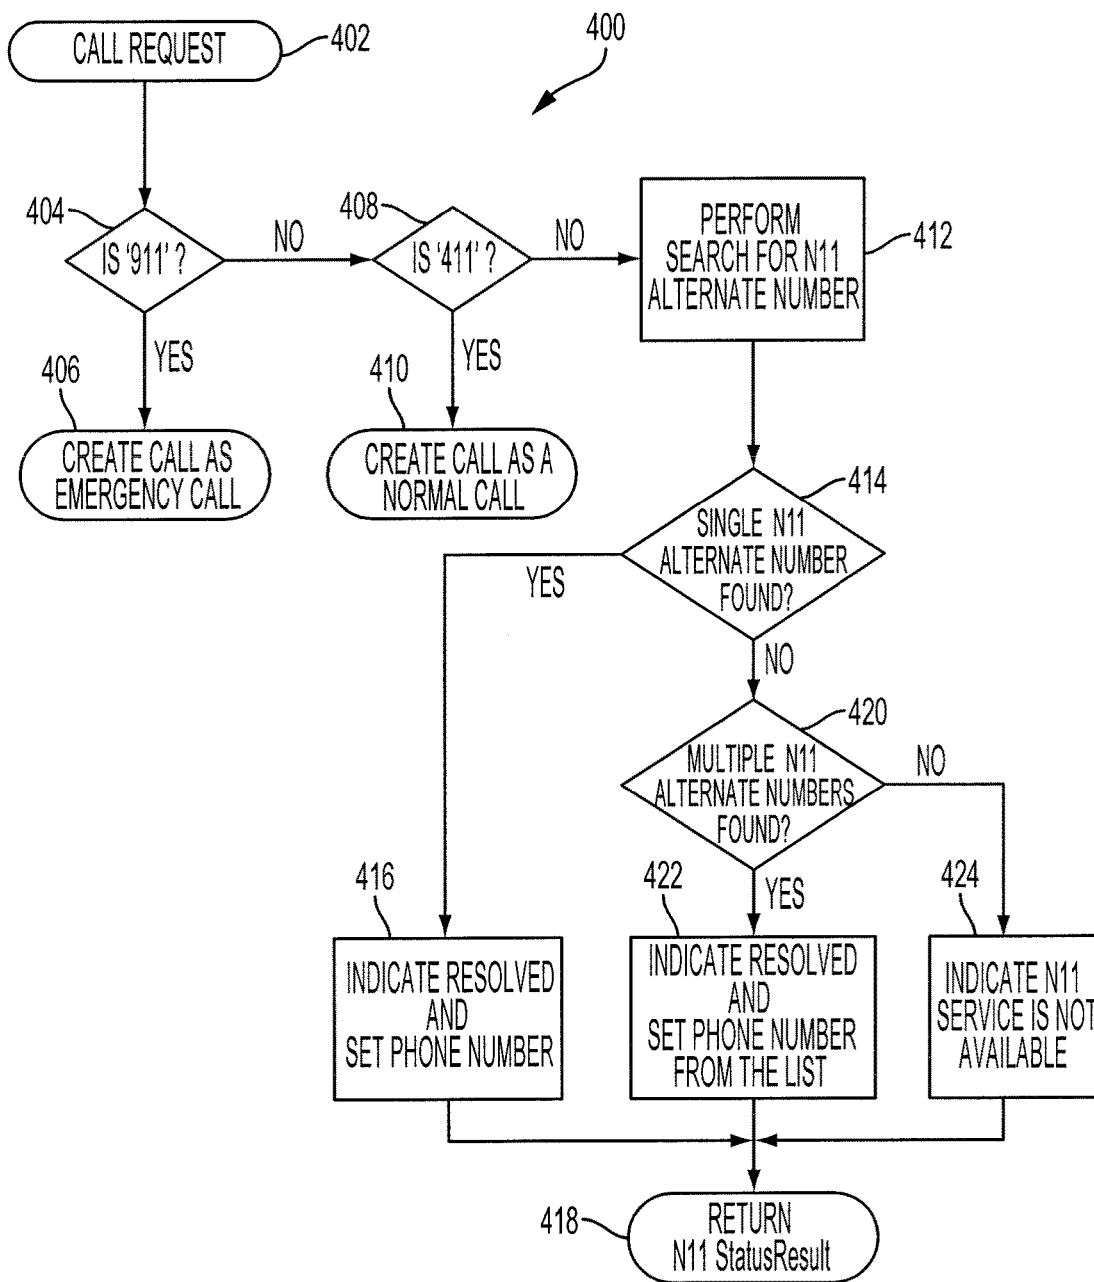 CALL REQUEST
402
400
404
IS '911' ?
NO
408
IS '411' ?
NO
PERFORM
SEARCH FOR N11
ALTERNATE NUMBER
412
YES
406
CREATE CALL AS
EMERGENCY CALL
YES
410
CREATE CALL AS A
NORMAL CALL
414
SINGLE N11
ALTERNATE NUMBER
FOUND?
YES
NO
420
MULTIPLE N11
ALTERNATE NUMBERS
FOUND?
NO
YES
416
INDICATE RESOLVED
AND
SET PHONE NUMBER
422
INDICATE RESOLVED
AND
SET PHONE NUMBER
FROM THE LIST
424
INDICATE N11
SERVICE IS NOT
AVAILABLE
418
RETURN
N11 StatusResult